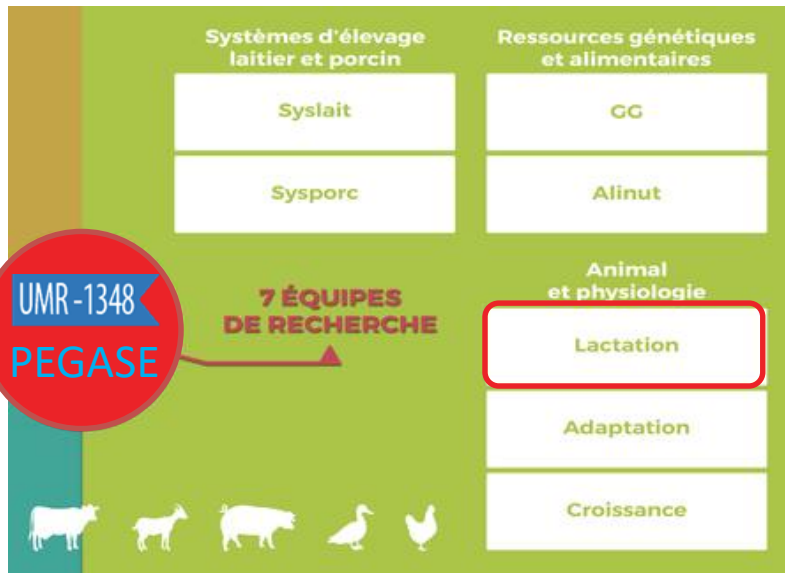 Systèmes d'élevage
laitier et porcin
Syslait
Sysporc
Ressources génétiques
et alimentaires
GG
Alinut
UMR-1348
PEGASE
7 ÉQUIPES
DE RECHERCHE
Animal
et physiologie
Lactation
Adaptation
Croissance